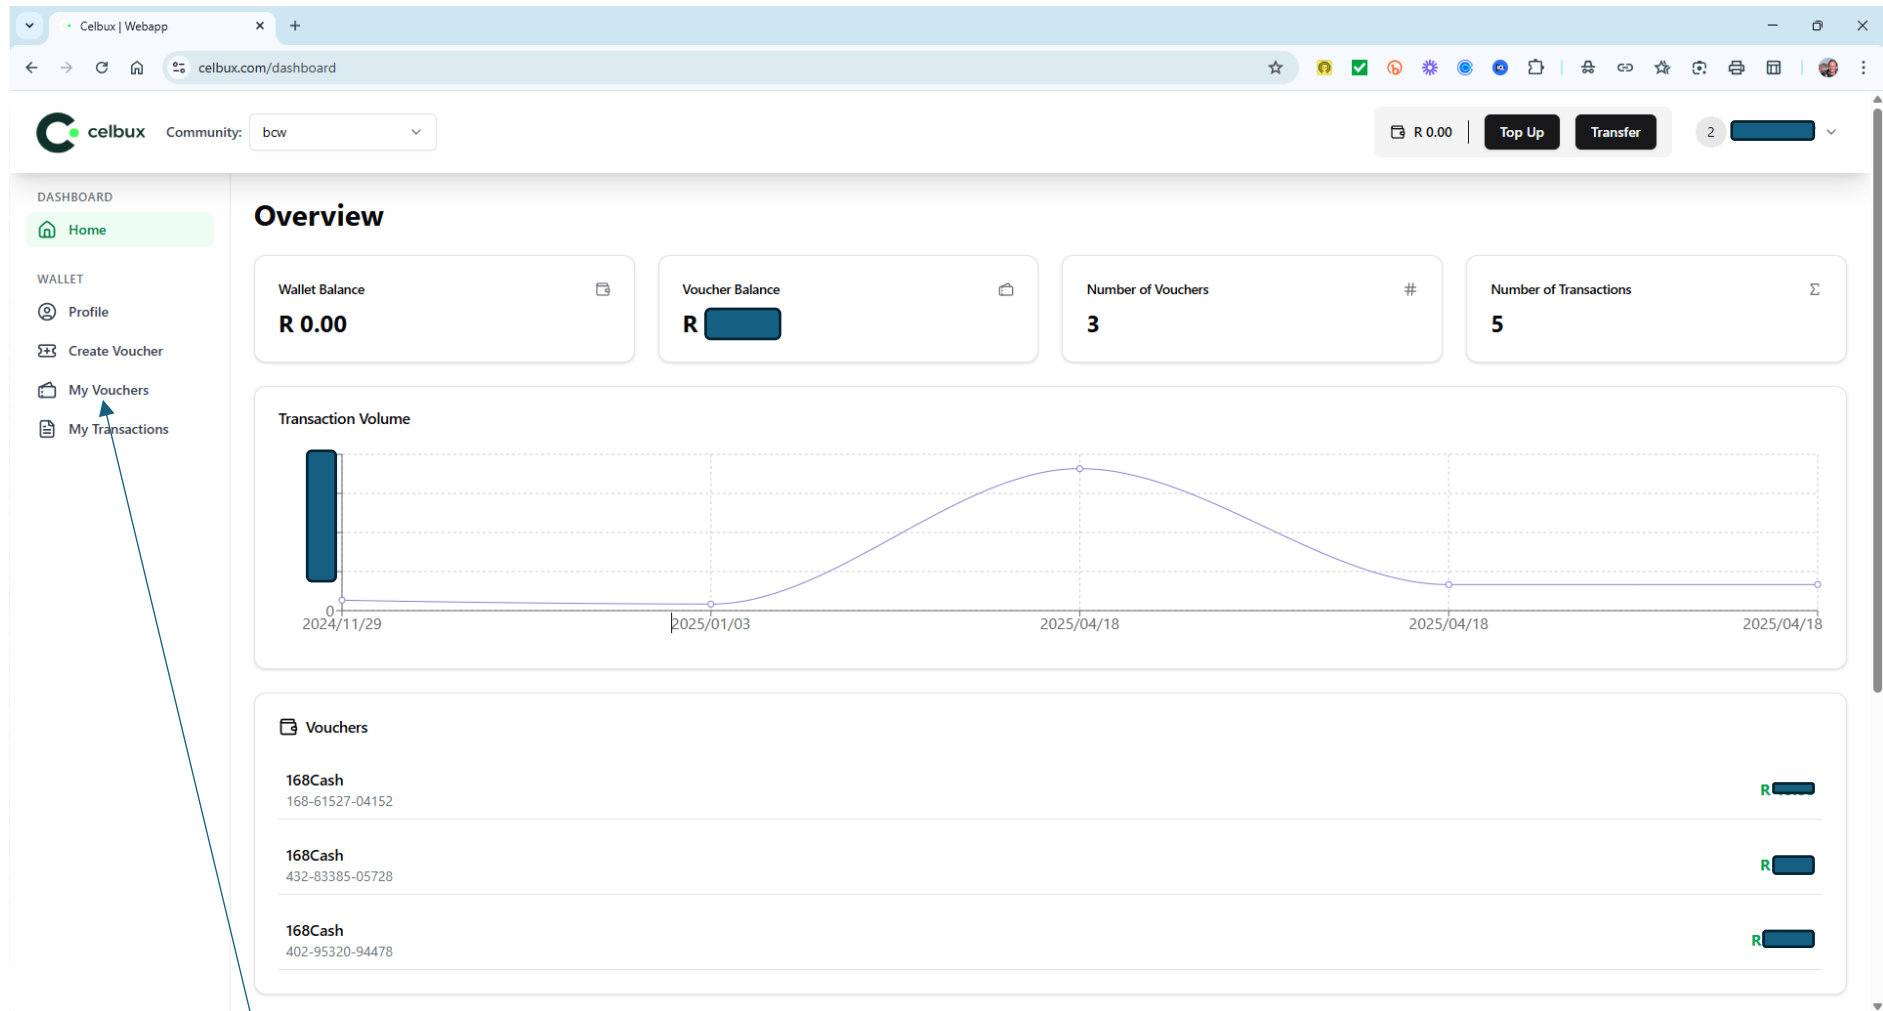 Celbux | Webapp
celbux.com/dashboard
celbux Community: bcw R 0.00 Top Up Transfer 2
DASHBOARD
Home
WALLET
Profile
Create Voucher
My Vouchers
My Transactions
Overview
Wallet Balance
R 0.00
Voucher Balance
R
Number of Vouchers
#
3
Number of Transactions
Σ
5
Transaction Volume
0
2024/11/29 2025/01/03 2025/04/18 2025/04/18 2025/04/18
Vouchers
168Cash
168-61527-04152
R
168Cash
432-83385-05728
R
168Cash
402-95320-94478
R